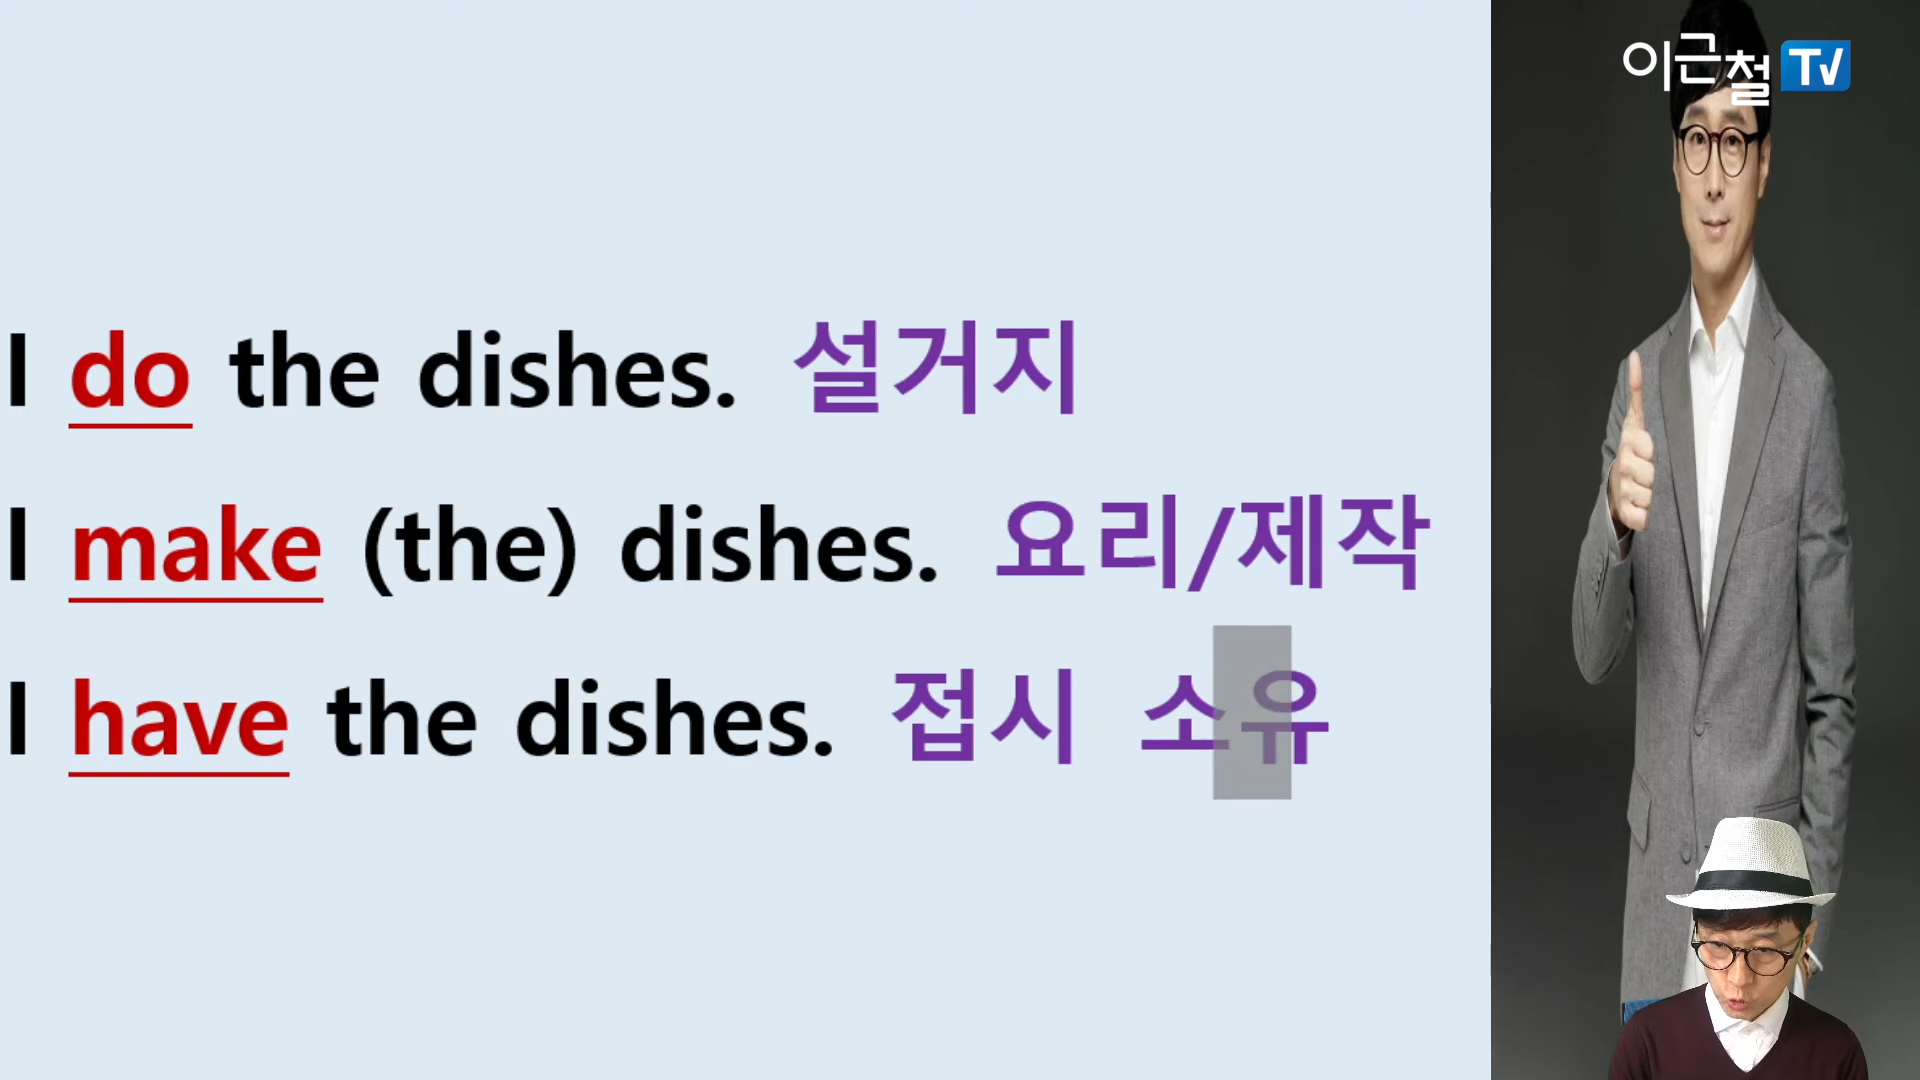 이근철 TV
I do the dishes. 설거지
I make (the) dishes. 요리/제작
I have the dishes. 접시 소유